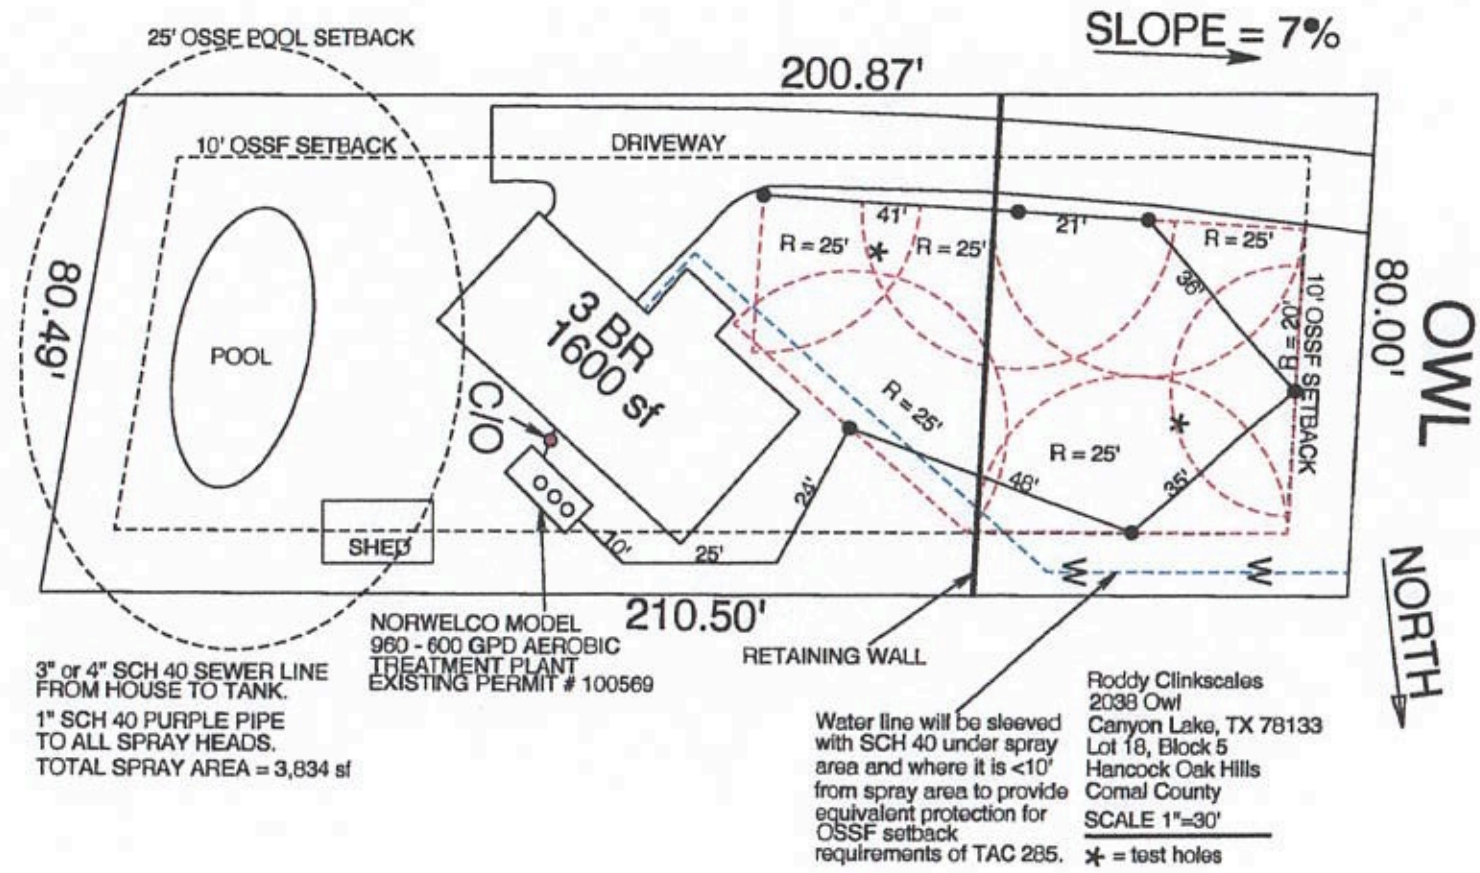 SLOPE = 7%
25' OSSF POOL SETBACK
200.87'
10' OSSF SETBACK
DRIVEWAY
41'
21'
R = 25'
R = 25'
R = 25'
36'
80.49'
POOL
3 BR
1600 sf
R = 20'
10' OSSF SETBACK
80.00'
OWL
C/O
R = 25'
R = 25'
24'
48'
35'
SHED
10'
25'
W
W
210.50'
NORTH
NORWELCO MODEL
960 - 600 GPD AEROBIC
TREATMENT PLANT
EXISTING PERMIT # 100569
RETAINING WALL
3" or 4" SCH 40 SEWER LINE
FROM HOUSE TO TANK.
1" SCH 40 PURPLE PIPE
TO ALL SPRAY HEADS.
TOTAL SPRAY AREA = 3,834 sf
Water line will be sleeved
with SCH 40 under spray
area and where it is <10'
from spray area to provide
equivalent protection for
OSSF setback
requirements of TAC 285.
Roddy Clinkscales
2038 Owl
Canyon Lake, TX 78133
Lot 18, Block 5
Hancock Oak Hills
Comal County
SCALE 1"=30'
* = test holes